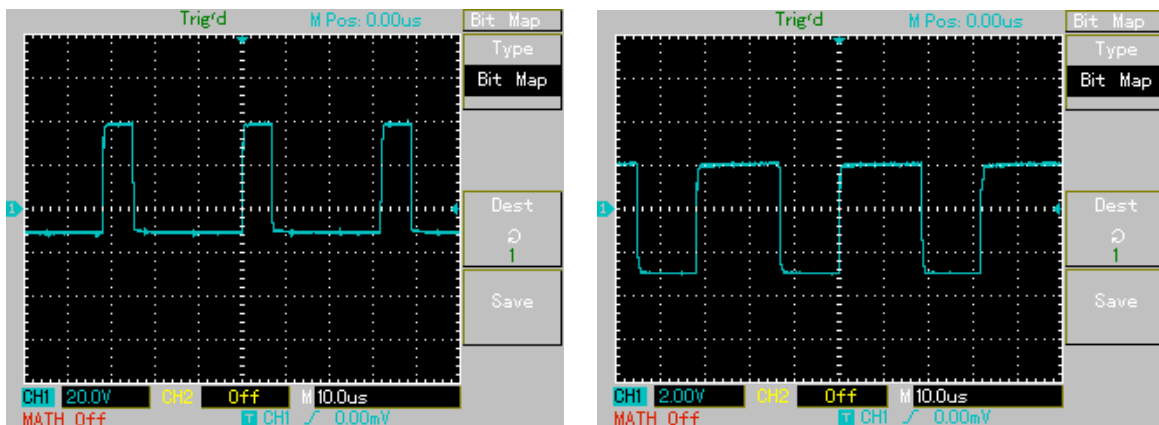 Trig'd M Pos: 0.00us Bit Map
Type
Bit Map
1
Dest
1
Save
CH1 20.0V CH2 Off M 10.0us
MATH Off T CH1 0.00mV
Trig'd M Pos: 0.00us Bit Map
Type
Bit Map
1
Dest
1
Save
CH1 2.00V CH2 Off M 10.0us
MATH Off T CH1 0.00mV